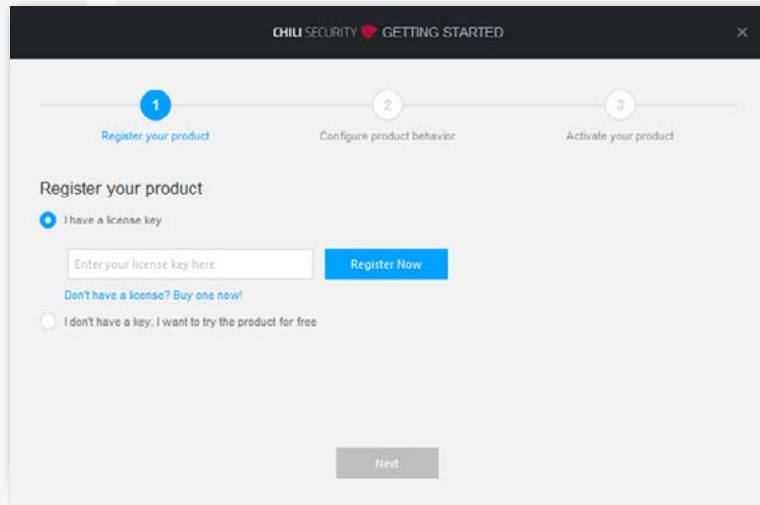 CHILI SECURITY GETTING STARTED
1 2 3
Register your product Configure product behavior Activate your product
Register your product
I have a license key
Enter your license key here Register Now
Don't have a license? Buy one now!
I don't have a key, I want to try the product for free
Next